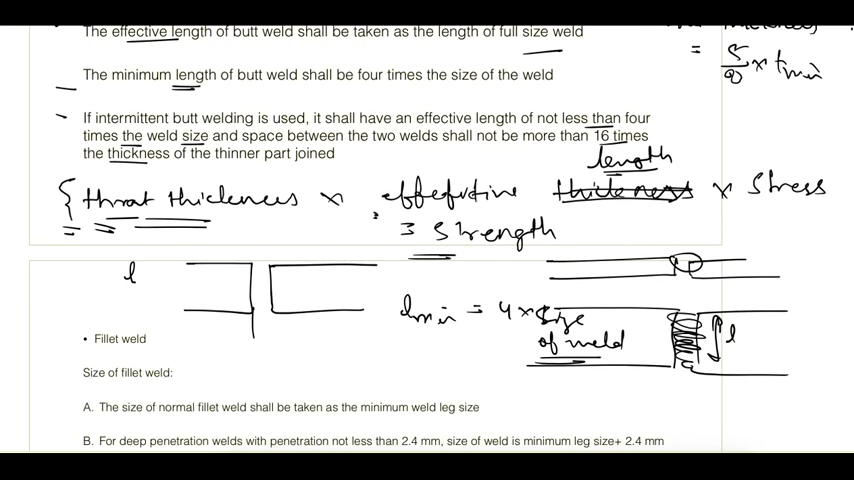 The effective length of butt weld shall be taken as the length of full size weld
= 5/8 x tmin
The minimum length of butt weld shall be four times the size of the weld
If intermittent butt welding is used, it shall have an effective length of not less than four
times the weld size and space between the two welds shall not be more than 16 times
the thickness of the thinner part joined
length
{ throat thickness x effective thickness x stress
= strength
l
lmin = 4 x size
of weld
l
• Fillet weld
Size of fillet weld:
A. The size of normal fillet weld shall be taken as the minimum weld leg size
B. For deep penetration welds with penetration not less than 2.4 mm, size of weld is minimum leg size+ 2.4 mm